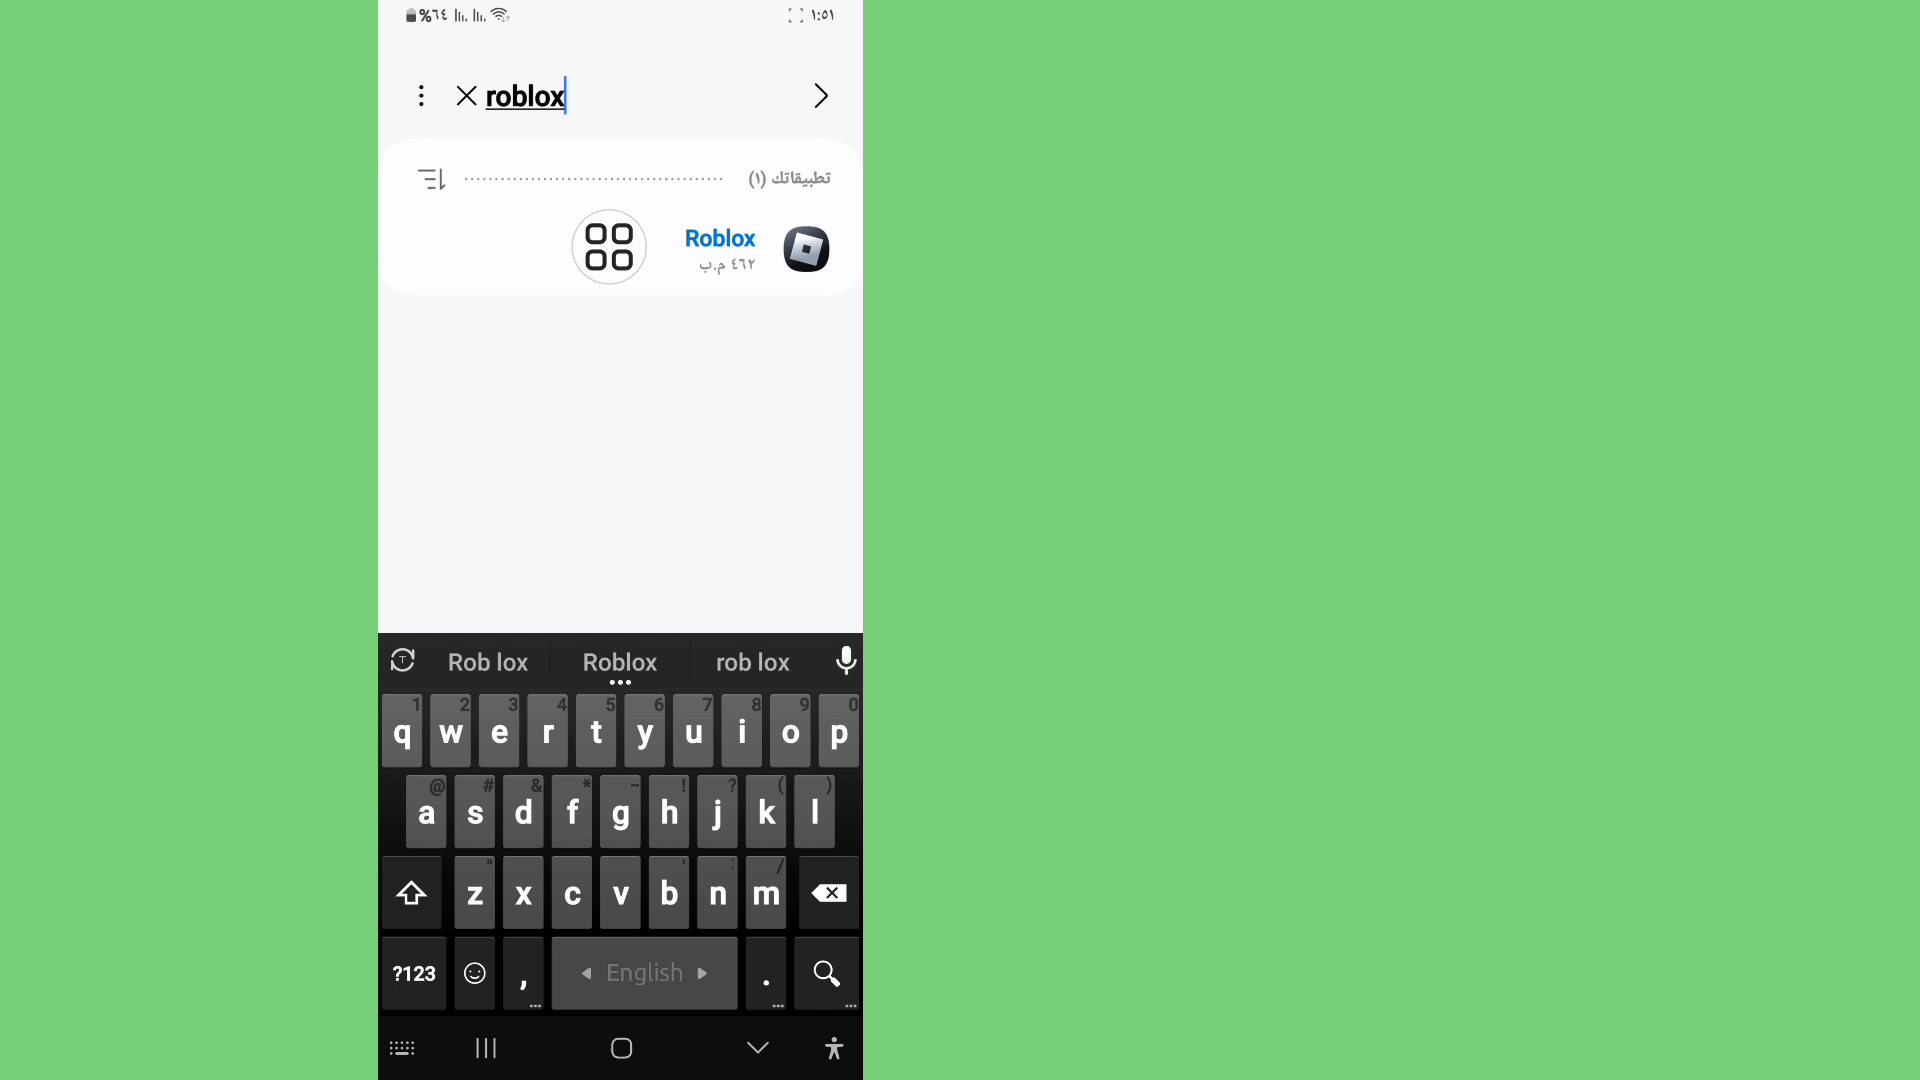 %٦٤ ١:٥١
roblox
تطبيقاتك (١)
Roblox
٤٦٢ م.ب
Rob lox Roblox rob lox
1 2 3 4 5 6 7 8 9 0
q w e r t y u i o p
@ # & * - ! ? ( )
a s d f g h j k l
" ' : /
z x c v b n m
?123 , English .